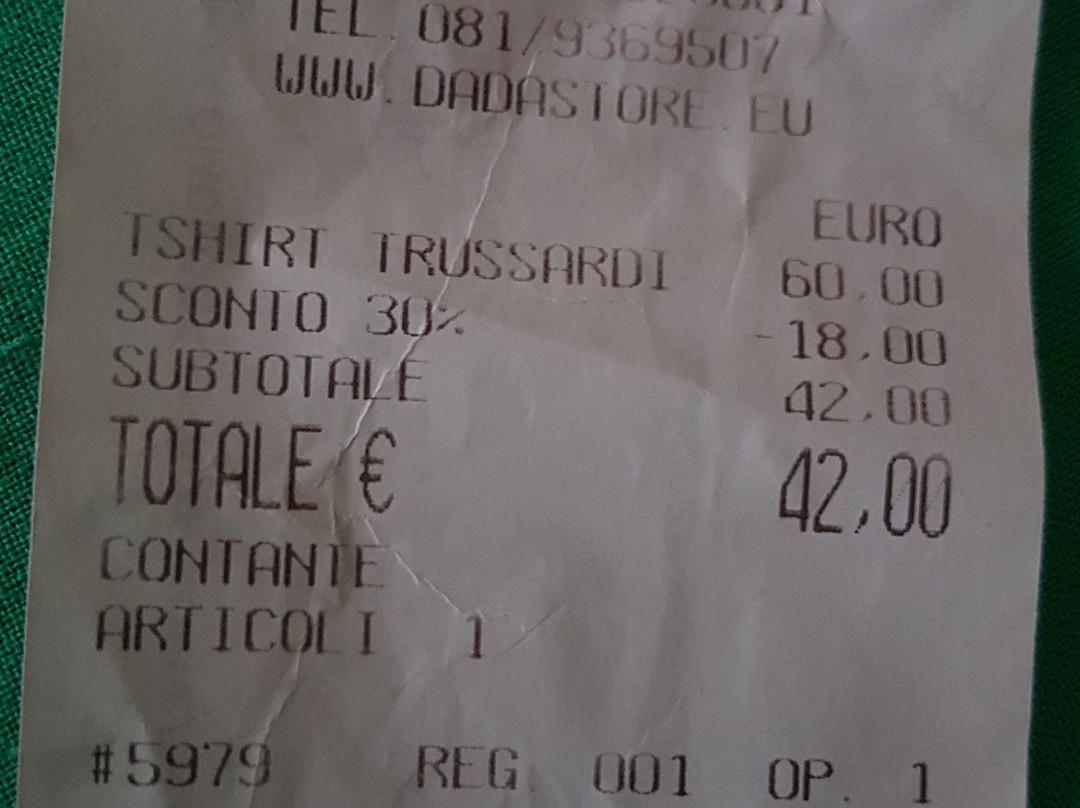 TEL. 081/9369507
WWW.DADASTORE.EU
EURO
TSHIRT TRUSSARDI 60,00
SCONTO 30% -18,00
SUBTOTALE 42,00
TOTALE € 42,00
CONTANTE
ARTICOLI 1
#5979 REG. 001 OP. 1